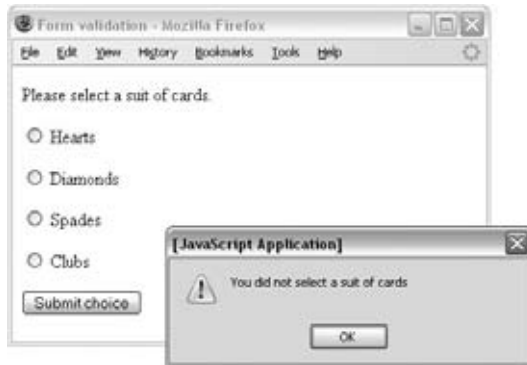 Form validation - Mozilla Firefox
File Edit View History Bookmarks Tools Help
Please select a suit of cards.
Hearts
Diamonds
Spades
Clubs
Submit choice
[JavaScript Application]
You did not select a suit of cards
OK